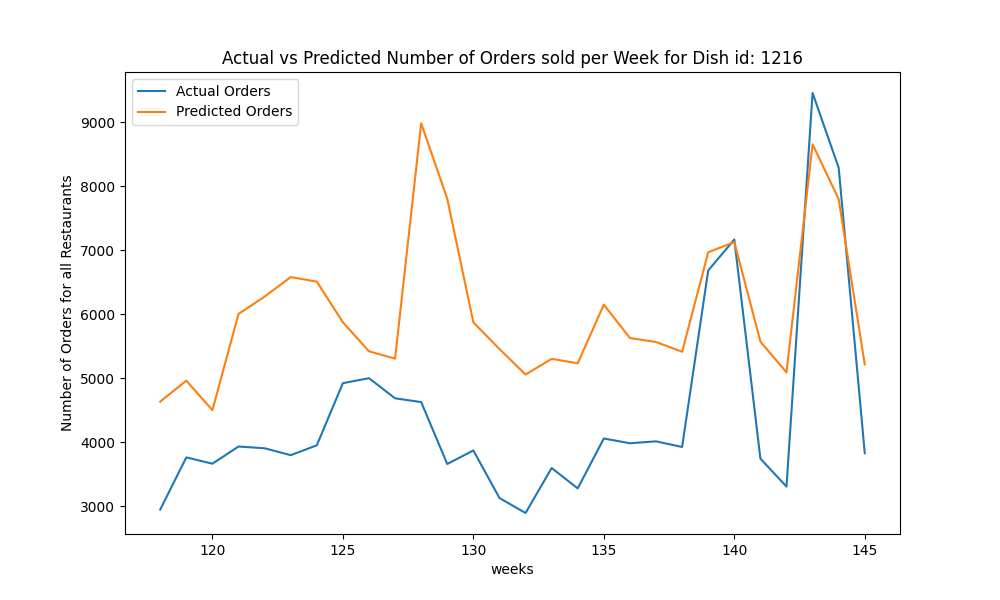 Actual vs Predicted Number of Orders sold per Week for Dish id: 1216
Actual Orders
Predicted Orders
Number of Orders for all Restaurants
9000
8000
7000
6000
5000
4000
3000
120 125 130 135 140 145
weeks